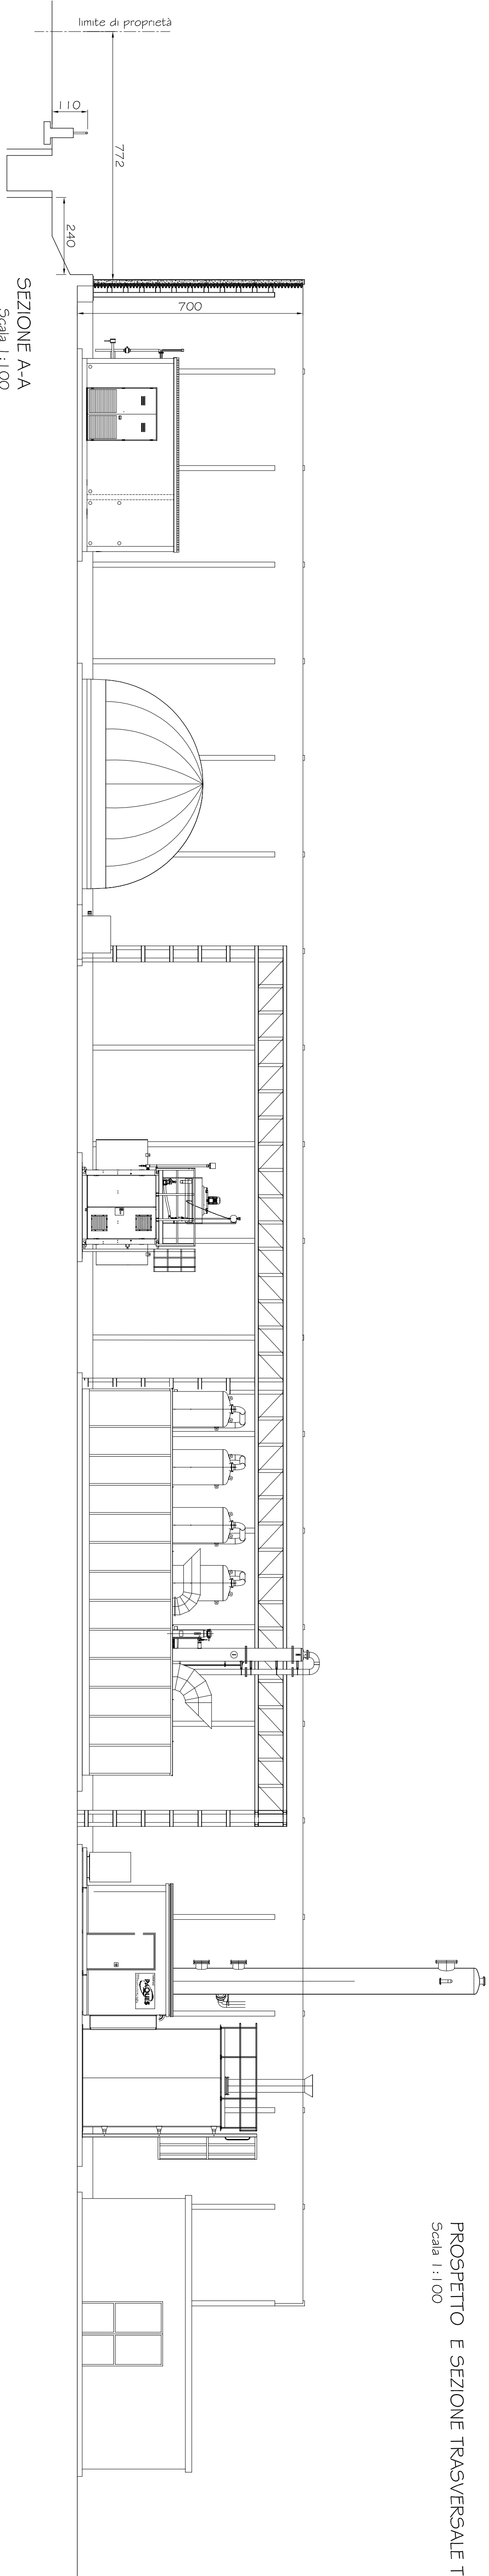 limite di proprietà
110
772
240
700
SEZIONE A-A
Scala 1:100
PAQUES
PROSPETTO E SEZIONE TRASVERSALE T
Scala 1:100